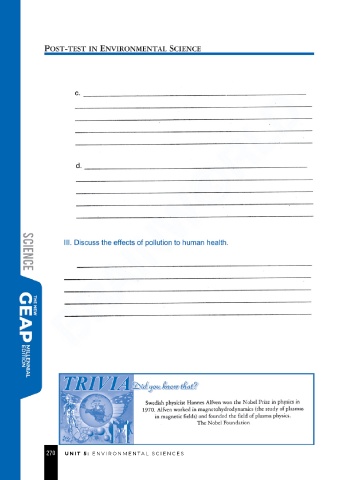 POST-TEST IN ENVIRONMENTAL SCIENCE
c.
d.
III. Discuss the effects of pollution to human health.
SCIENCE
THE NEW
GEAP
MILLENNIAL
EDITION
TRIVIA Did you know that?
Swedish physicist Hannes Alfven won the Nobel Prize in physics in
1970. Alfven worked in magnetohydrodynamics (the study of plasmas
in magnetic fields) and founded the field of plasma physics.
The Nobel Foundation
270 UNIT 5: ENVIRONMENTAL SCIENCES